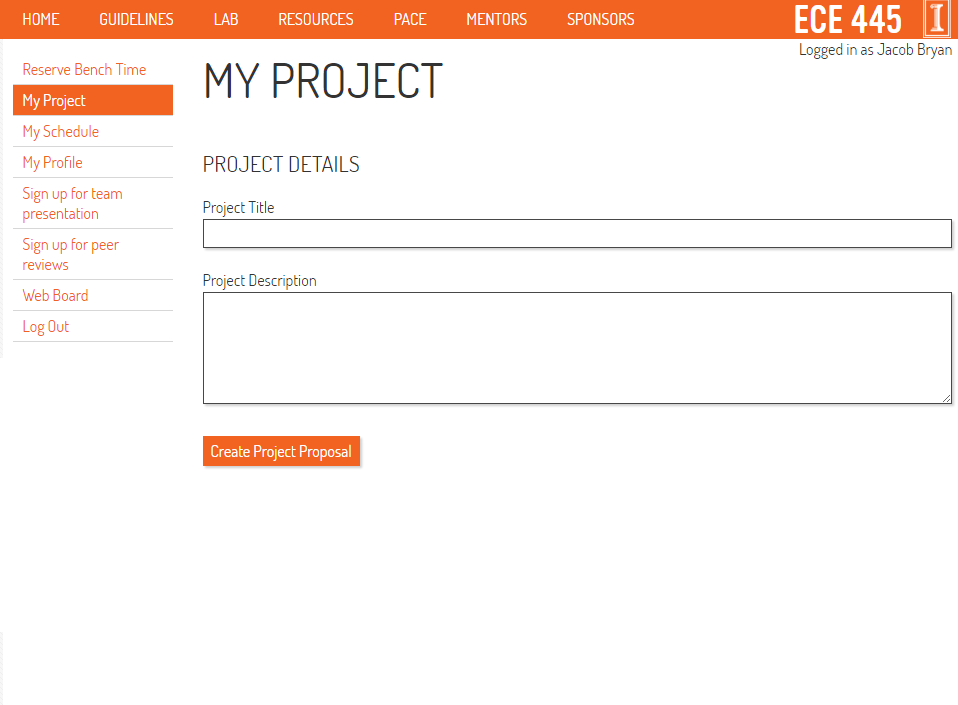 HOME GUIDELINES LAB RESOURCES PACE MENTORS SPONSORS ECE 445 I
Logged in as Jacob Bryan
Reserve Bench Time
My Project
My Schedule
My Profile
Sign up for team
presentation
Sign up for peer
reviews
Web Board
Log Out
MY PROJECT
PROJECT DETAILS
Project Title
Project Description
Create Project Proposal